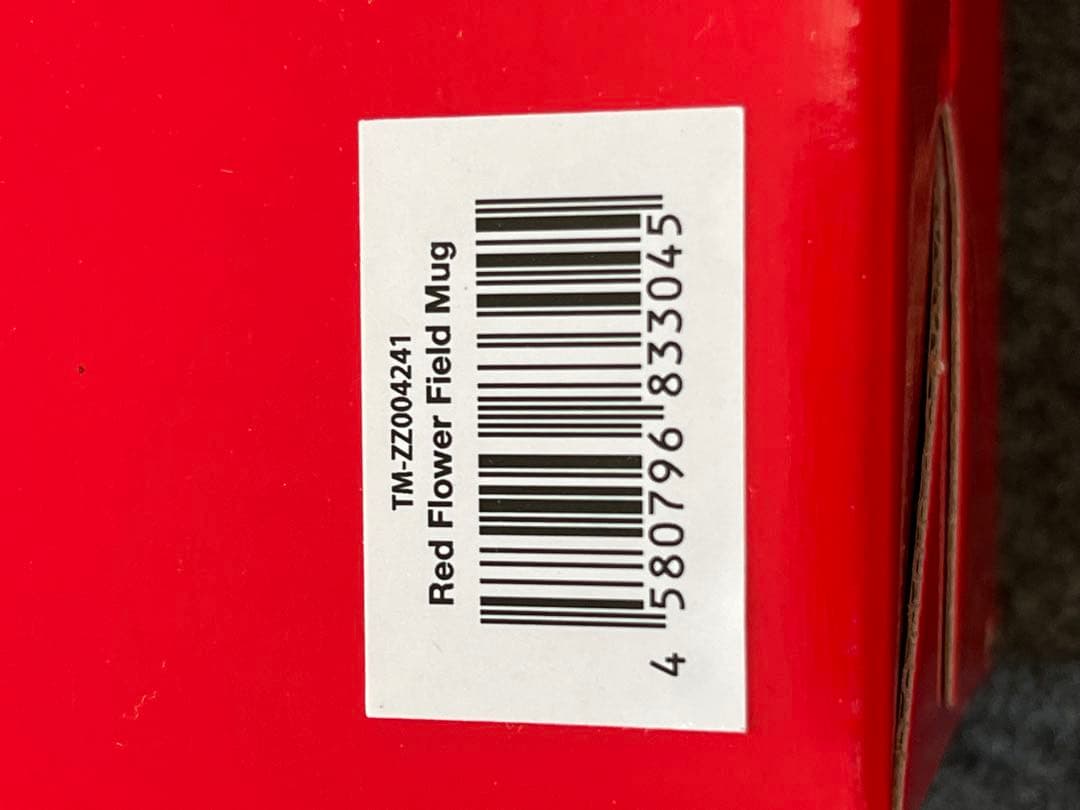 TM-ZZ004241
Red Flower Field Mug
4 580796 833045